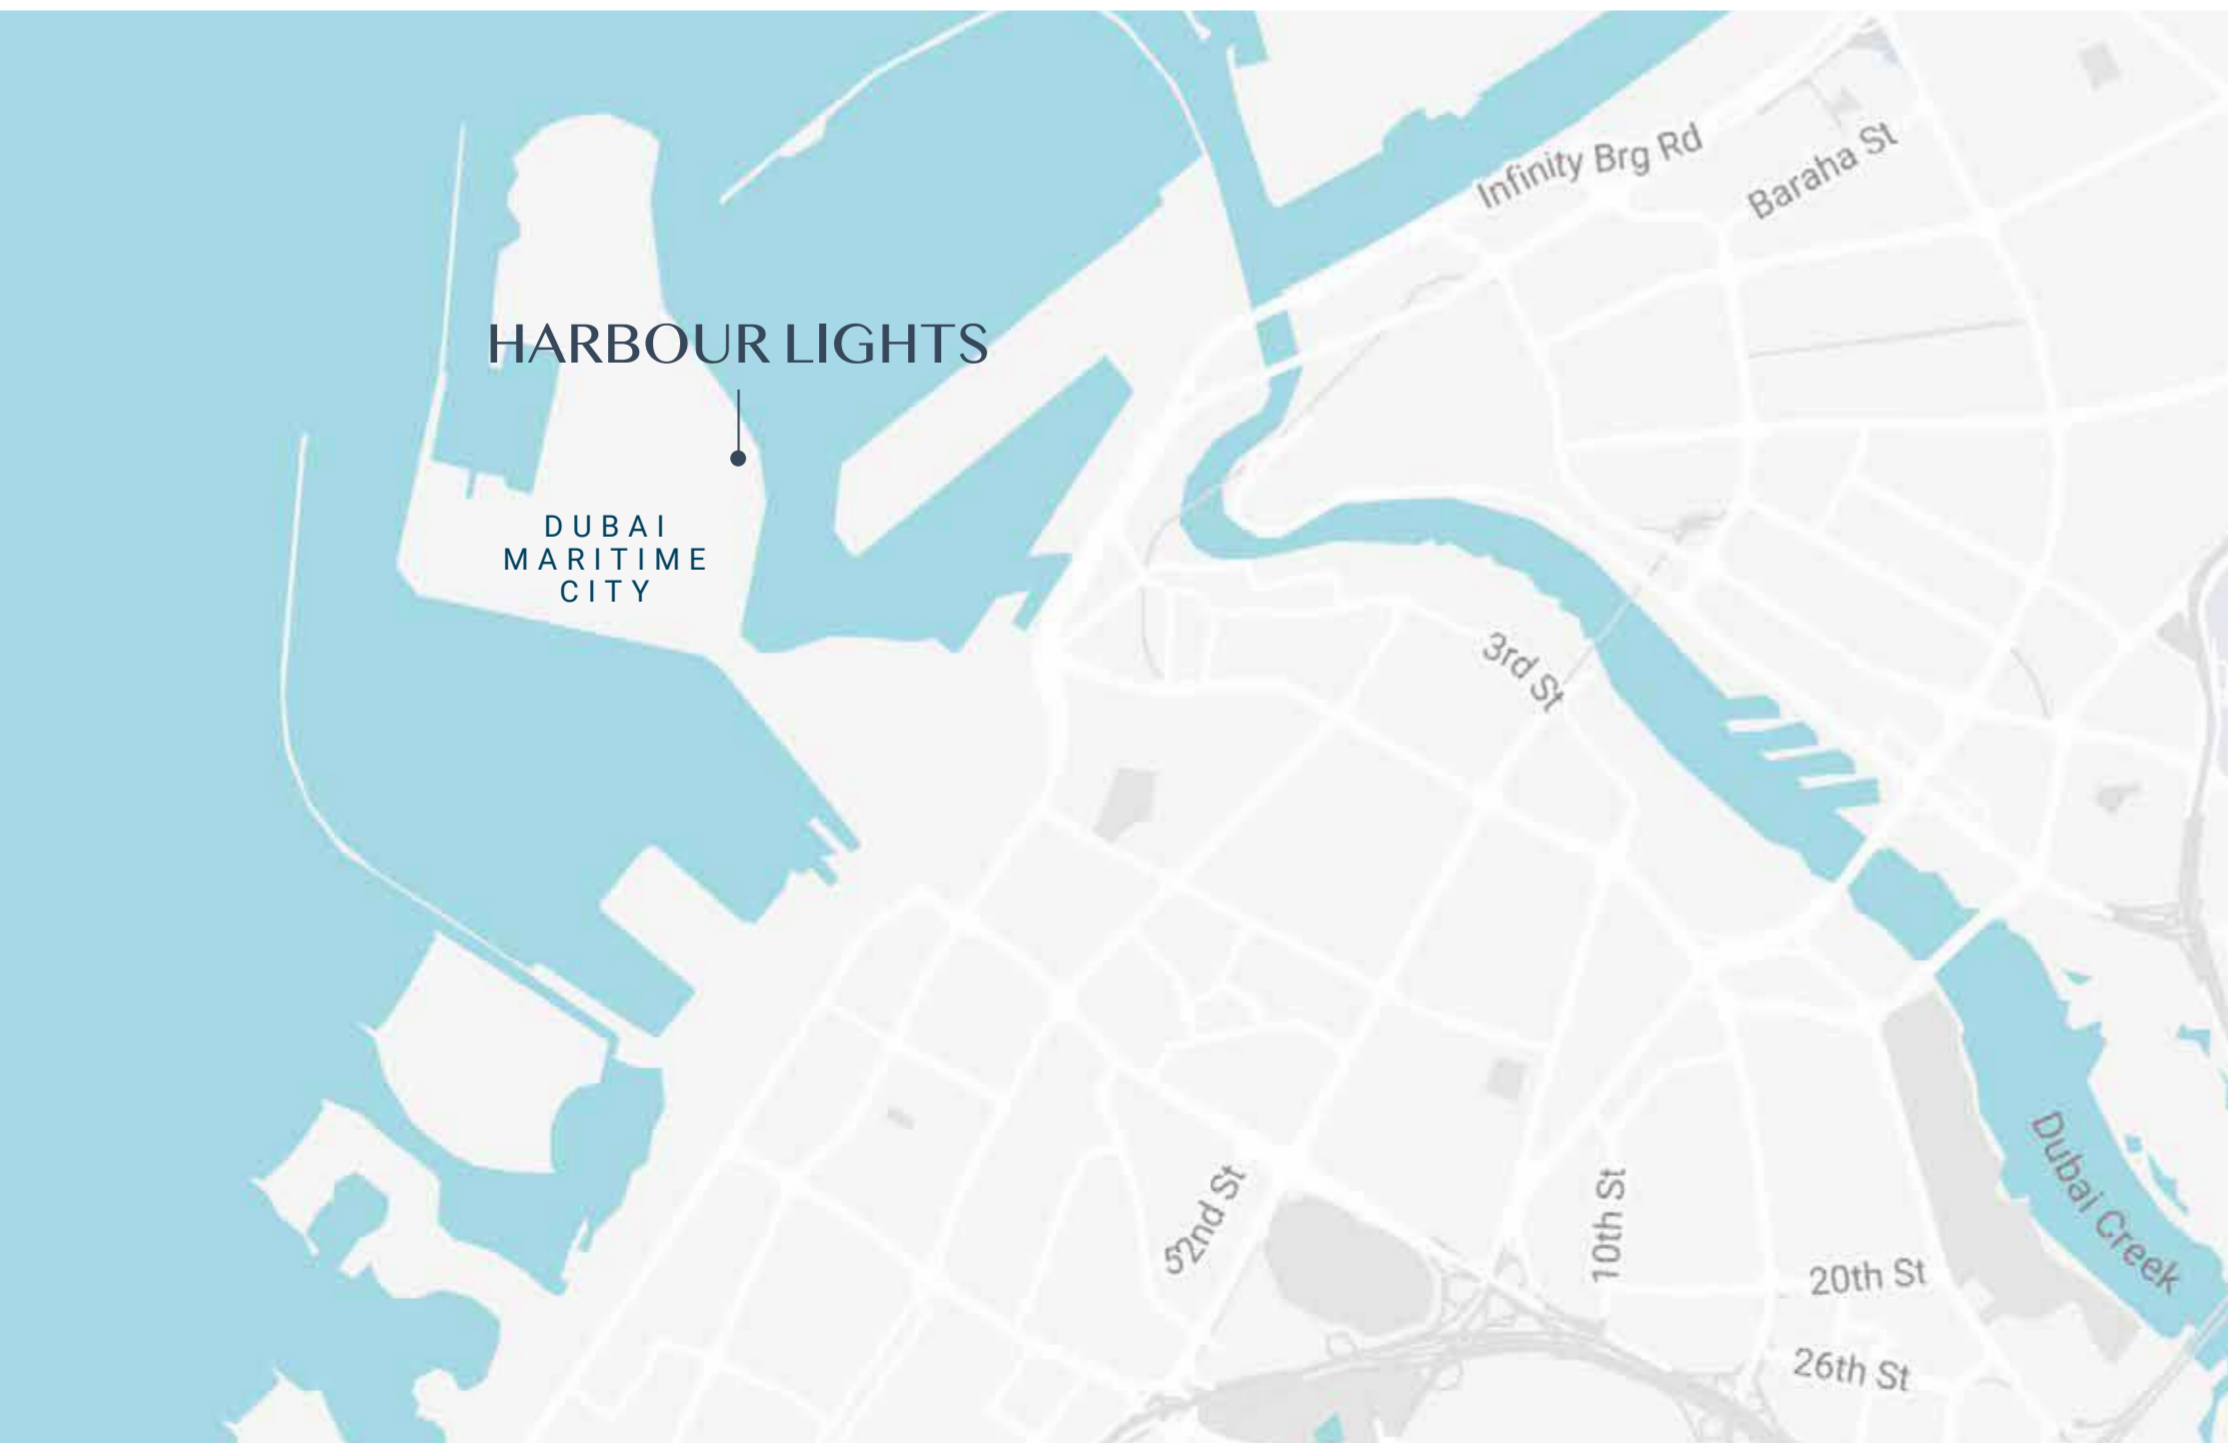 Infinity Brg Rd
Baraha St
HARBOUR LIGHTS
DUBAI
MARITIME
CITY
3rd St
52nd St
10th St
Dubai Creek
20th St
26th St